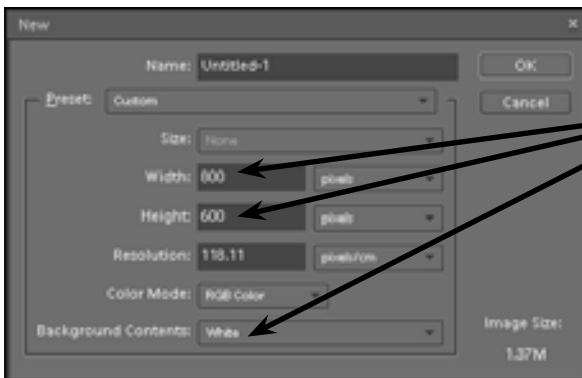 New
Name: Untitled-1
OK
Preset: Custom
Cancel
Size: None
Width: 800 pixels
Height: 600 pixels
Resolution: 118.11 pixels/cm
Color Mode: RGB Color
Background Contents: White
Image Size:
1.37M